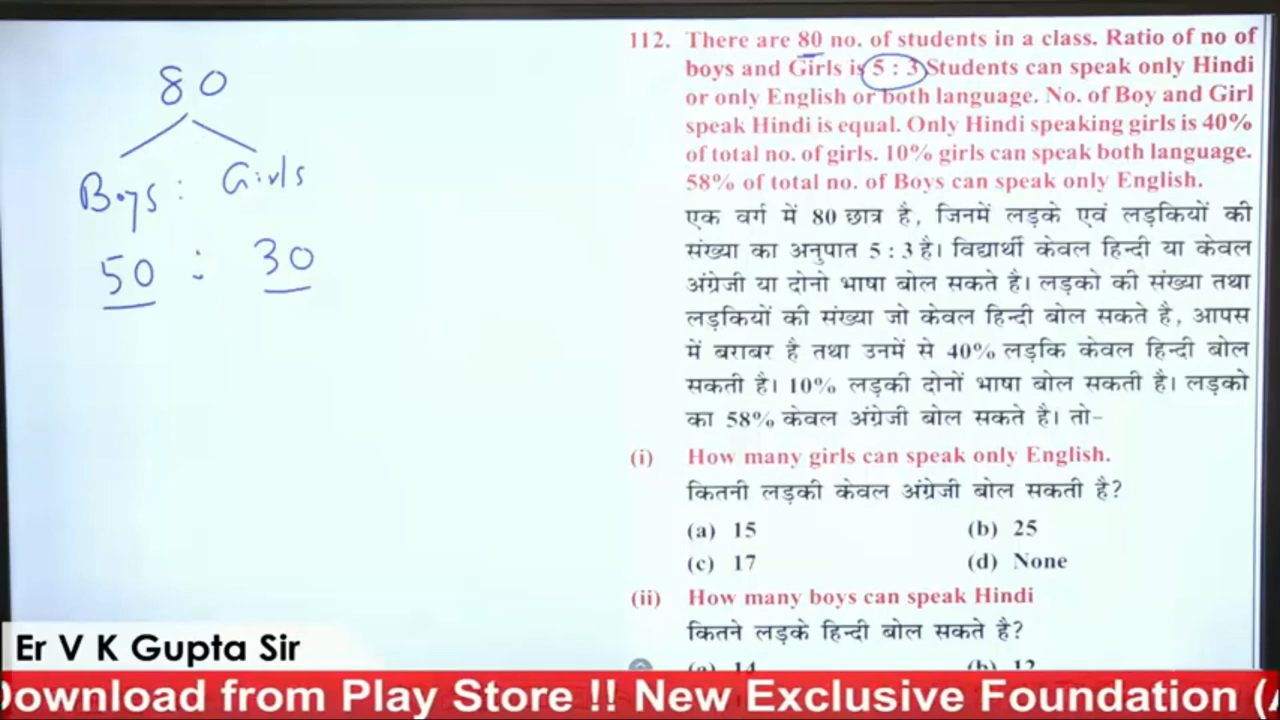 80
Boys : Girls
50 : 30
112. There are 80 no. of students in a class. Ratio of no of
boys and Girls is 5 : 3 Students can speak only Hindi
or only English or both language. No. of Boy and Girl
speak Hindi is equal. Only Hindi speaking girls is 40%
of total no. of girls. 10% girls can speak both language.
58% of total no. of Boys can speak only English.
एक वर्ग में 80 छात्र है, जिनमें लड़के एवं लड़कियों की
संख्या का अनुपात 5 : 3 है। विद्यार्थी केवल हिन्दी या केवल
अंग्रेजी या दोनो भाषा बोल सकते है। लड़को की संख्या तथा
लड़कियों की संख्या जो केवल हिन्दी बोल सकते है, आपस
में बराबर है तथा उनमें से 40% लड़कि केवल हिन्दी बोल
सकती है। 10% लड़की दोनों भाषा बोल सकती है। लड़को
का 58% केवल अंग्रेजी बोल सकते है। तो-
(i) How many girls can speak only English.
कितनी लड़की केवल अंग्रेजी बोल सकती है?
(a) 15 (b) 25
(c) 17 (d) None
(ii) How many boys can speak Hindi
कितने लड़के हिन्दी बोल सकते है?
(a) 14 (b) 12
Er V K Gupta Sir
Download from Play Store !! New Exclusive Foundation (